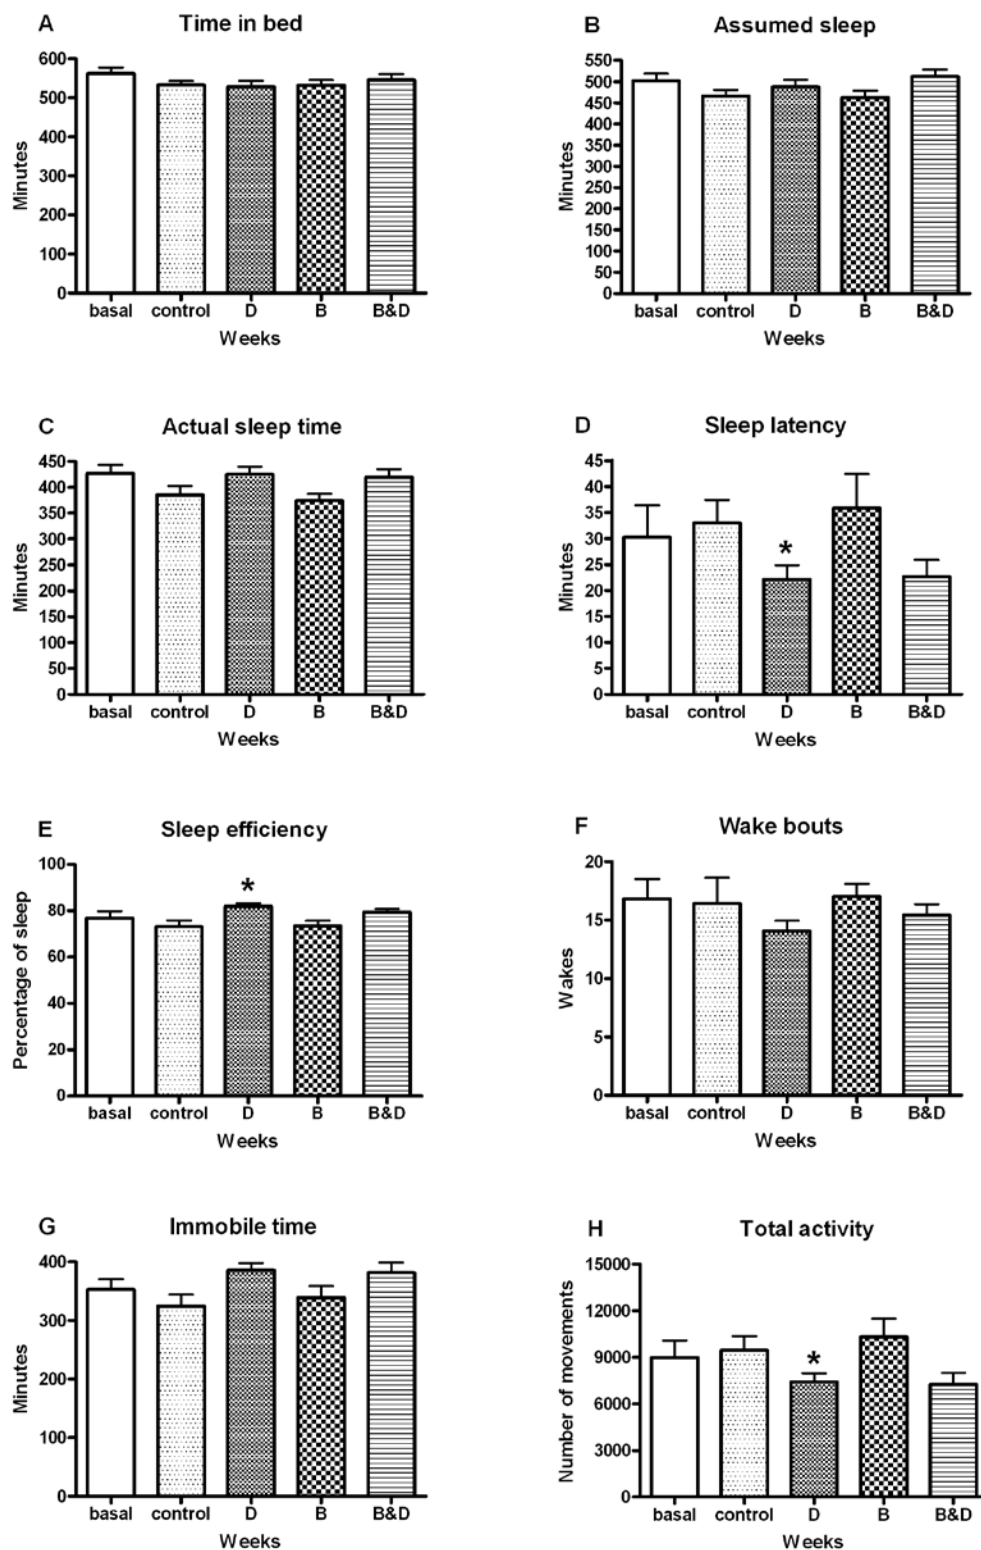 A Time in bed
Minutes
600
500
400
300
200
100
0
basal control D B B&D
Weeks
B Assumed sleep
Minutes
550
500
450
400
350
300
250
200
150
100
50
0
basal control D B B&D
Weeks
C Actual sleep time
Minutes
450
400
350
300
250
200
150
100
50
0
basal control D B B&D
Weeks
D Sleep latency
Minutes
45
40
35
30
25
20
15
10
5
0
*
basal control D B B&D
Weeks
E Sleep efficiency
Percentage of sleep
100
80
60
40
20
0
*
basal control D B B&D
Weeks
F Wake bouts
Wakes
20
15
10
5
0
basal control D B B&D
Weeks
G Immobile time
Minutes
400
300
200
100
0
basal control D B B&D
Weeks
H Total activity
Number of movements
15000
12000
9000
6000
3000
0
*
basal control D B B&D
Weeks